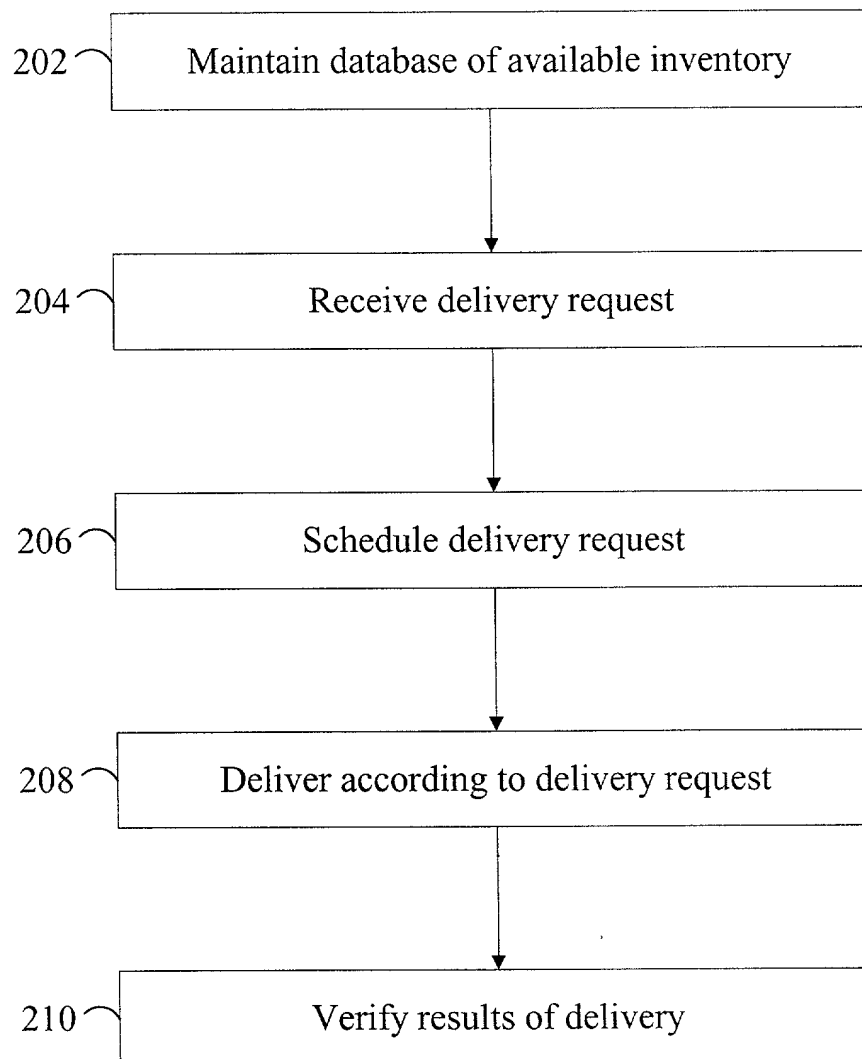 202 Maintain database of available inventory
204 Receive delivery request
206 Schedule delivery request
208 Deliver according to delivery request
210 Verify results of delivery